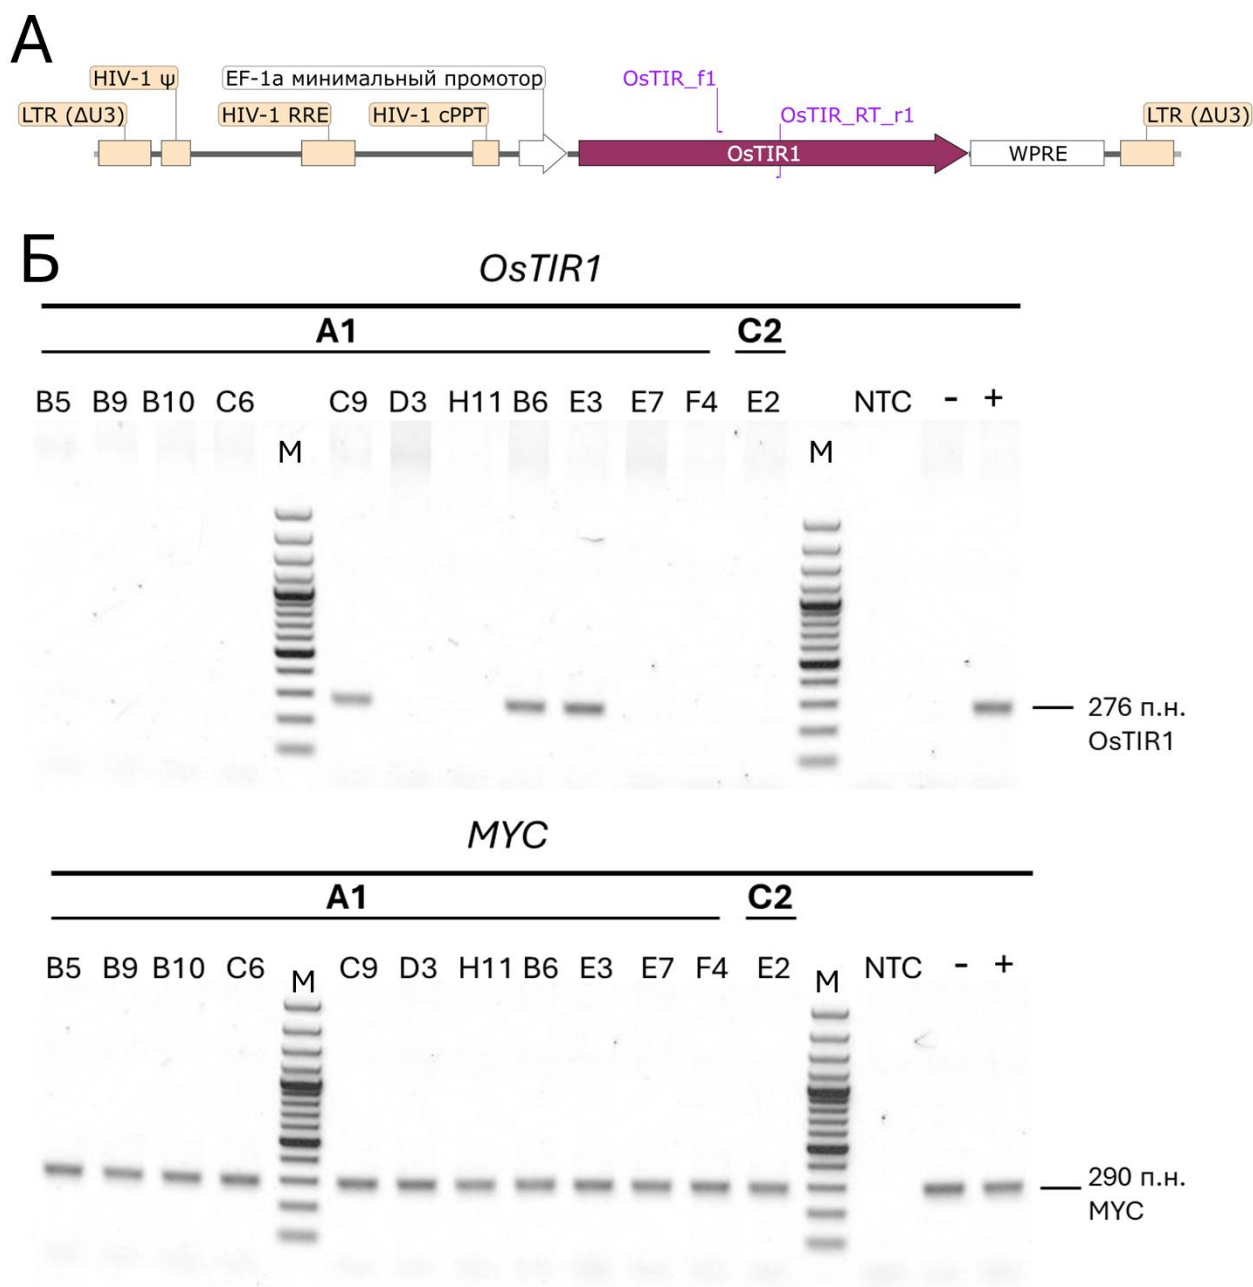 А
HIV-1 ψ
EF-1a минимальный промотор
OsTIR_f1
LTR (ΔU3)
HIV-1 RRE
HIV-1 cPPT
OsTIR_RT_r1
LTR (ΔU3)
OsTIR1
WPRE
Б
OsTIR1
A1
C2
B5 B9 B10 C6 C9 D3 H11 B6 E3 E7 F4 E2 NTC - +
M M
276 п.н.
OsTIR1
MYC
A1
C2
B5 B9 B10 C6 C9 D3 H11 B6 E3 E7 F4 E2 NTC - +
M M
290 п.н.
MYC